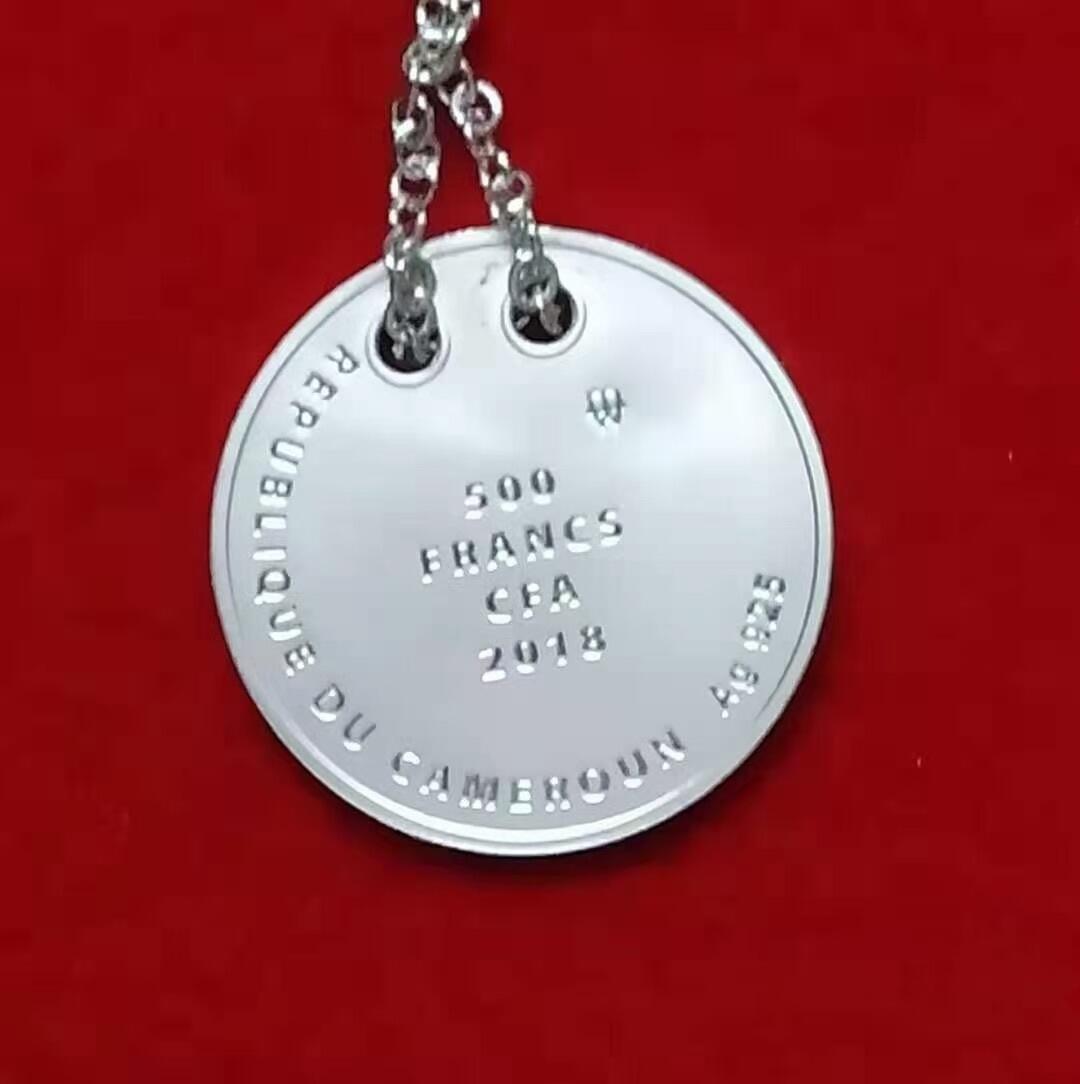 500
FRANCS
CFA
2018
REPUBLIQUE DU CAMEROUN
Ag 925